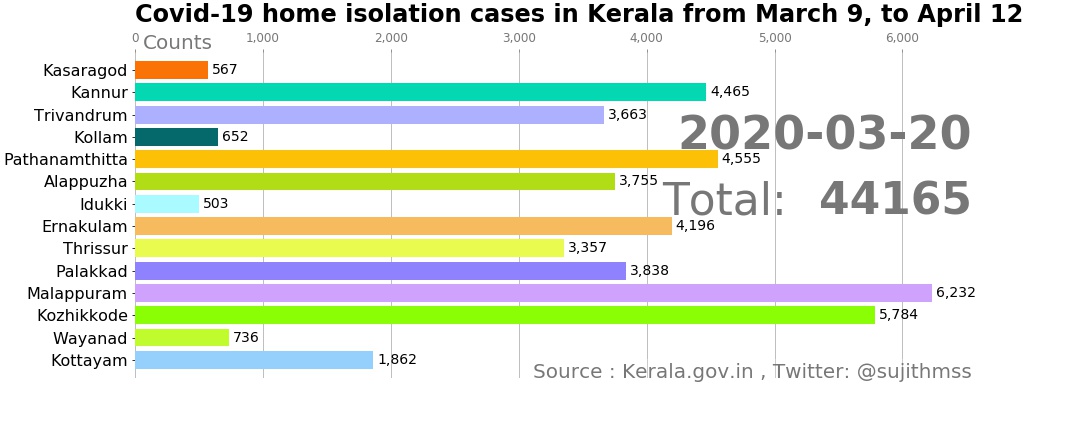 Covid-19 home isolation cases in Kerala from March 9, to April 12
0 1,000 2,000 3,000 4,000 5,000 6,000
Counts
Kasaragod 567
Kannur 4,465
Trivandrum 3,663
2020-03-20
Kollam 652
Pathanamthitta 4,555
Alappuzha 3,755
Total: 44165
Idukki 503
Ernakulam 4,196
Thrissur 3,357
Palakkad 3,838
Malappuram 6,232
Kozhikkode 5,784
Wayanad 736
Kottayam 1,862
Source : Kerala.gov.in , Twitter: @sujithmss